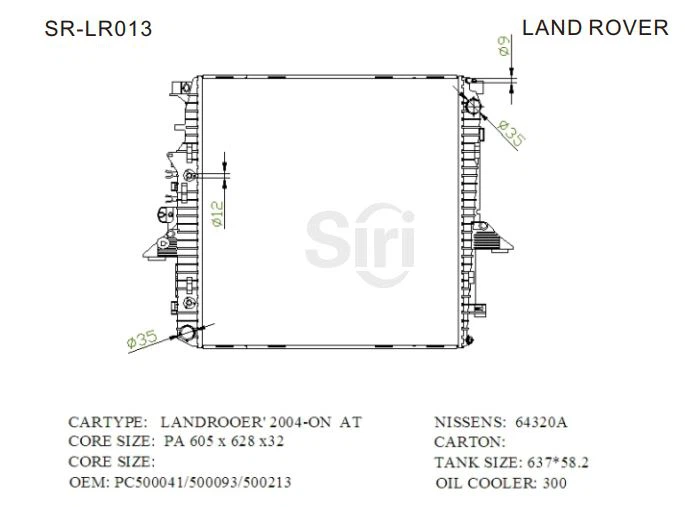 SR-LR013
LAND ROVER
ø9
ø35
ø12
Siri
ø35
CARTYPE: LANDROOER' 2004-ON AT
CORE SIZE: PA 605 x 628 x32
CORE SIZE:
OEM: PC500041/500093/500213
NISSENS: 64320A
CARTON:
TANK SIZE: 637*58.2
OIL COOLER: 300